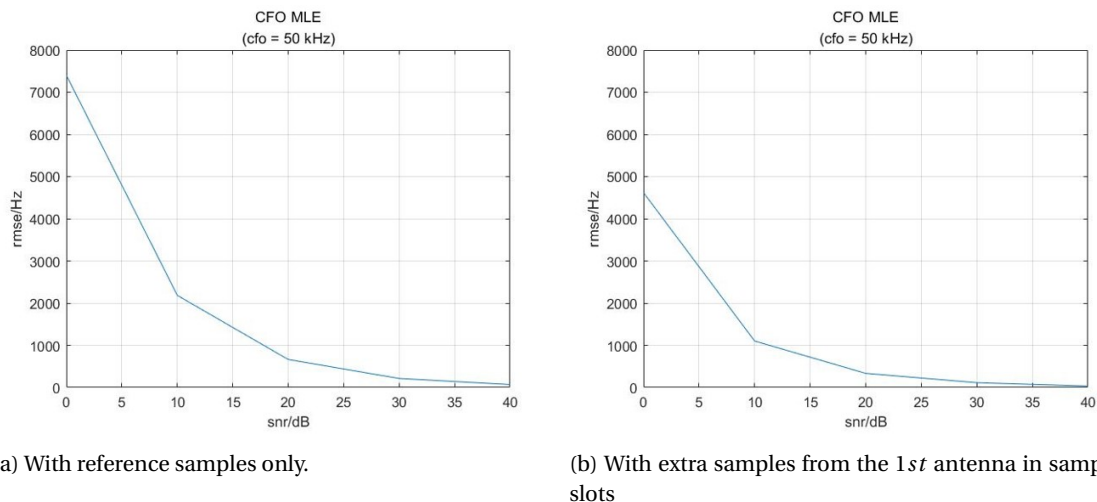 CFO MLE
(cfo = 50 kHz)
8000
7000
6000
5000
4000
3000
2000
1000
0
rmse/Hz
0 5 10 15 20 25 30 35 40
snr/dB
a) With reference samples only.
CFO MLE
(cfo = 50 kHz)
8000
7000
6000
5000
4000
3000
2000
1000
0
rmse/Hz
0 5 10 15 20 25 30 35 40
snr/dB
(b) With extra samples from the 1st antenna in samp
slots